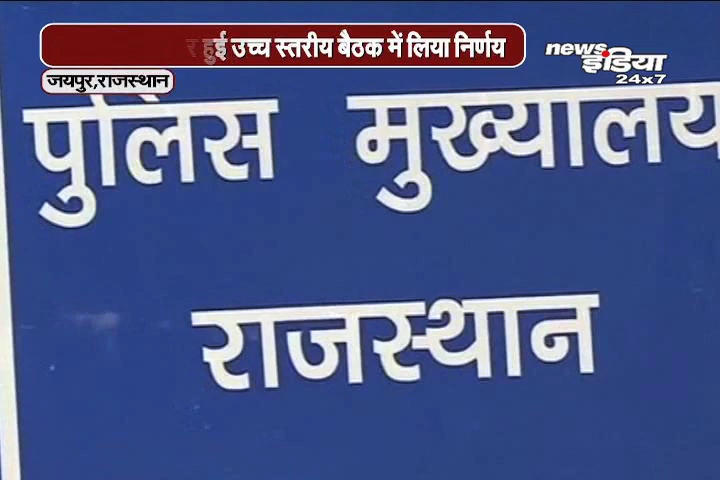 हुई उच्च स्तरीय बैठक में लिया निर्णय
news इंडिया
24x7
जयपुर,राजस्थान
पुलिस मुख्यालय
राजस्थान